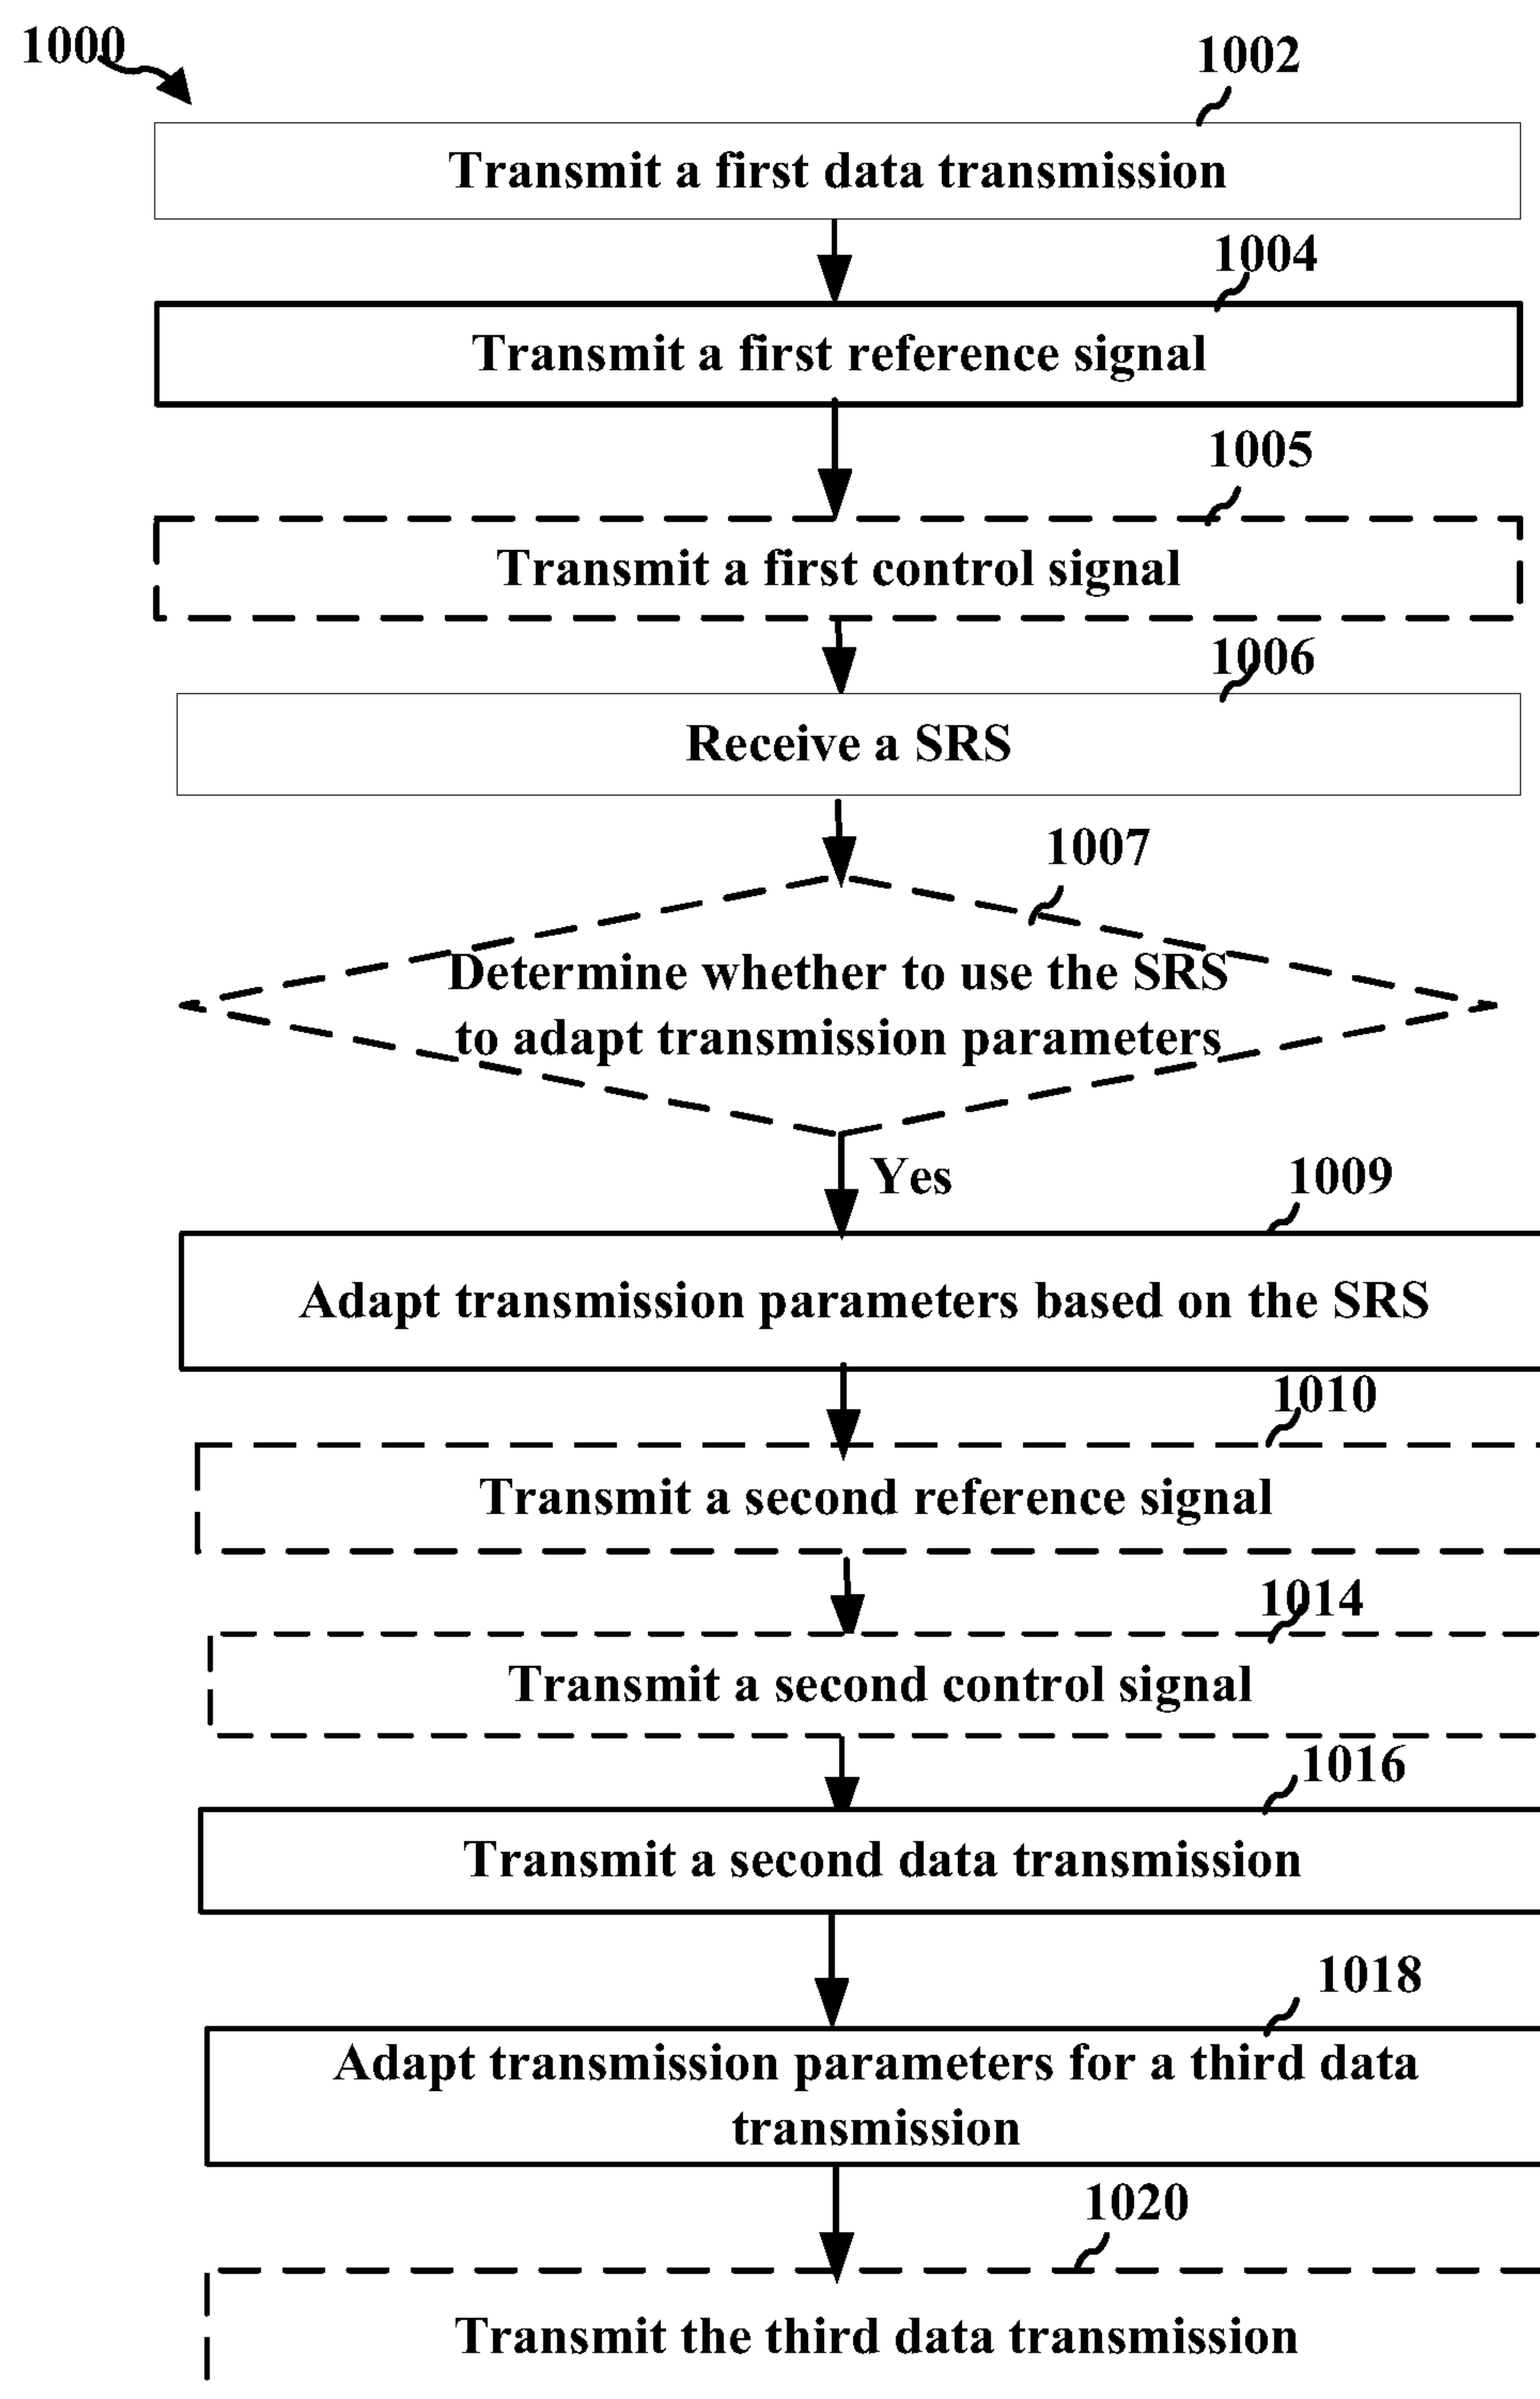 1000
1002
Transmit a first data transmission
1004
Transmit a first reference signal
1005
Transmit a first control signal
1006
Receive a SRS
1007
Determine whether to use the SRS
to adapt transmission parameters
Yes
1009
Adapt transmission parameters based on the SRS
1010
Transmit a second reference signal
1014
Transmit a second control signal
1016
Transmit a second data transmission
1018
Adapt transmission parameters for a third data
transmission
1020
Transmit the third data transmission